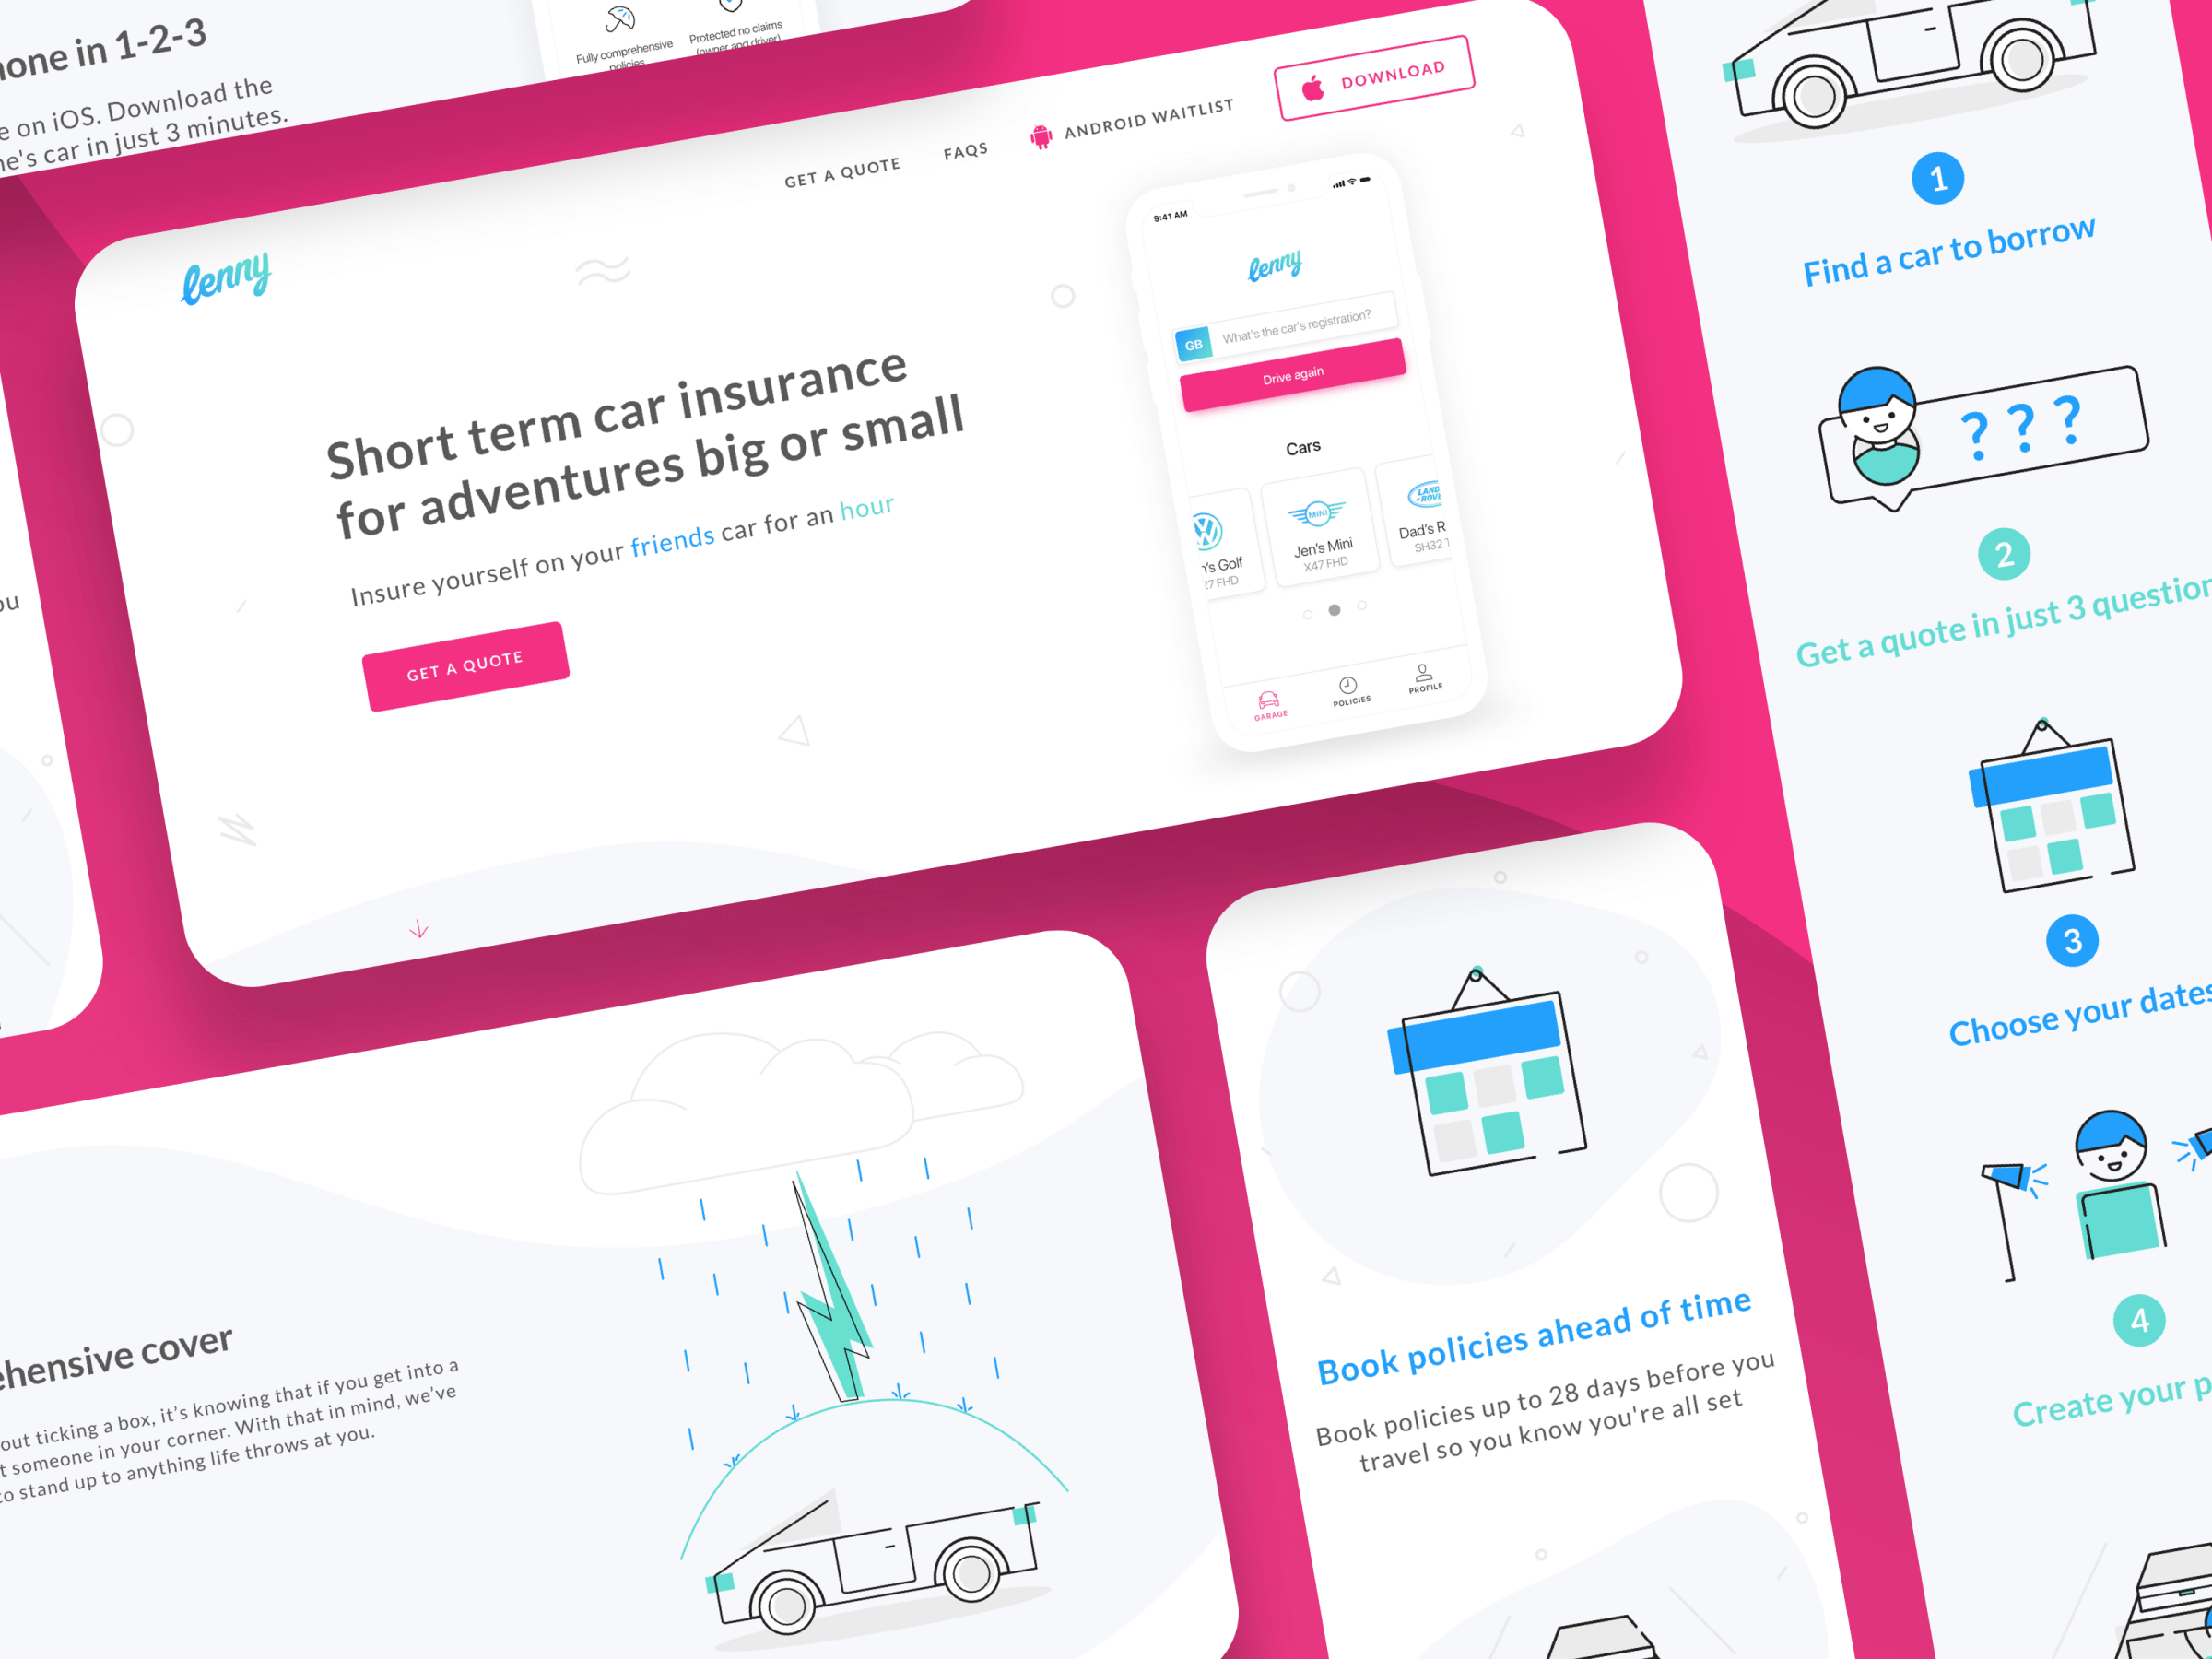 one in 1-2-3
on iOS. Download the
car in just 3 minutes.
Fully comprehensive
policies
Protected no claims
(owner and driver)
lenny
GET A QUOTE
FAQS
ANDROID WAITLIST
DOWNLOAD
Short term car insurance
for adventures big or small
Insure yourself on your friends car for an hour
GET A QUOTE
9:41 AM
lenny
GB
What's the car's registration?
Drive again
Cars
's Golf
27 FHD
MINI
Jen's Mini
X47 FHD
LAND
Dad's R
SH32
GARAGE
POLICIES
PROFILE
1
Find a car to borrow
? ? ?
2
Get a quote in just 3 question
3
Choose your dates
4
Create your p
hensive cover
out ticking a box, it's knowing that if you get into a
t someone in your corner. With that in mind, we've
to stand up to anything life throws at you.
Book policies ahead of time
Book policies up to 28 days before you
travel so you know you're all set